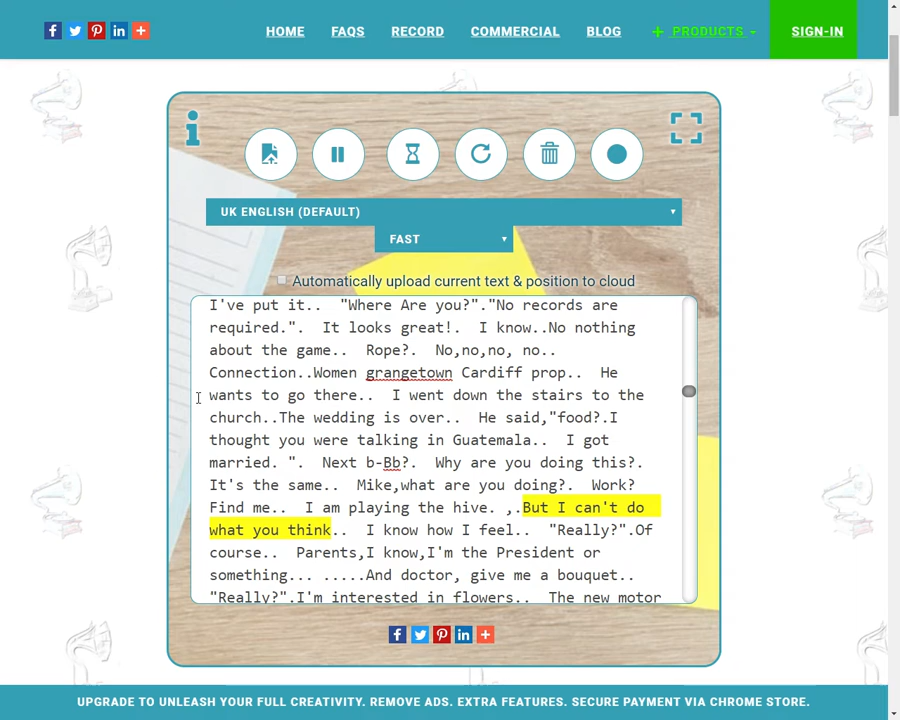 HOME FAQS RECORD COMMERCIAL BLOG + PRODUCTS SIGN-IN
UK ENGLISH (DEFAULT)
FAST
Automatically upload current text & position to cloud
I've put it..  "Where Are you?"."No records are
required.".  It looks great!.  I know..No nothing
about the game..  Rope?.  No,no,no, no..
Connection..Women grangetown Cardiff prop..  He
wants to go there..  I went down the stairs to the
church..The wedding is over..  He said,"food?.I
thought you were talking in Guatemala..  I got
married. ".  Next b-Bb?.  Why are you doing this?.
It's the same..  Mike,what are you doing?.  Work?
Find me..  I am playing the hive. ,.But I can't do
what you think..  I know how I feel..  "Really?".Of
course..  Parents,I know,I'm the President or
something... .....And doctor, give me a bouquet..
"Really?".I'm interested in flowers..  The new motor
UPGRADE TO UNLEASH YOUR FULL CREATIVITY. REMOVE ADS. EXTRA FEATURES. SECURE PAYMENT VIA CHROME STORE.